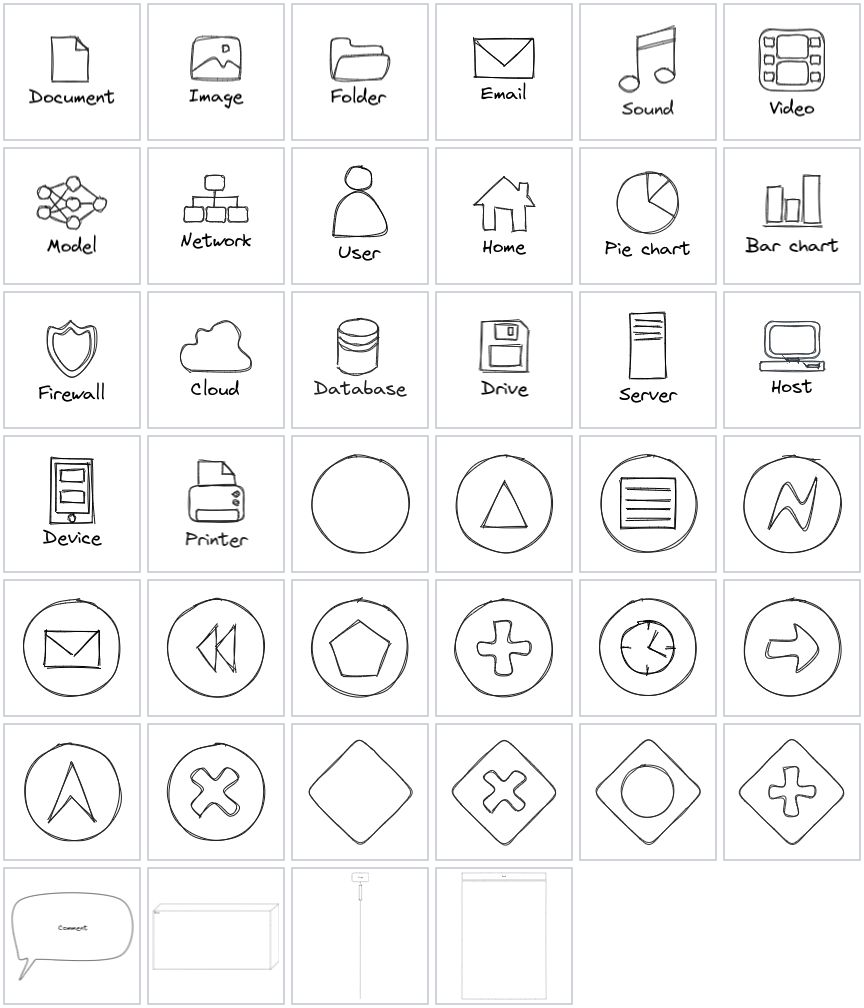 Document
Image
Folder
Email
Sound
Video
Model
Network
User
Home
Pie chart
Bar chart
Firewall
Cloud
Database
Drive
Server
Host
Device
Printer
Comment